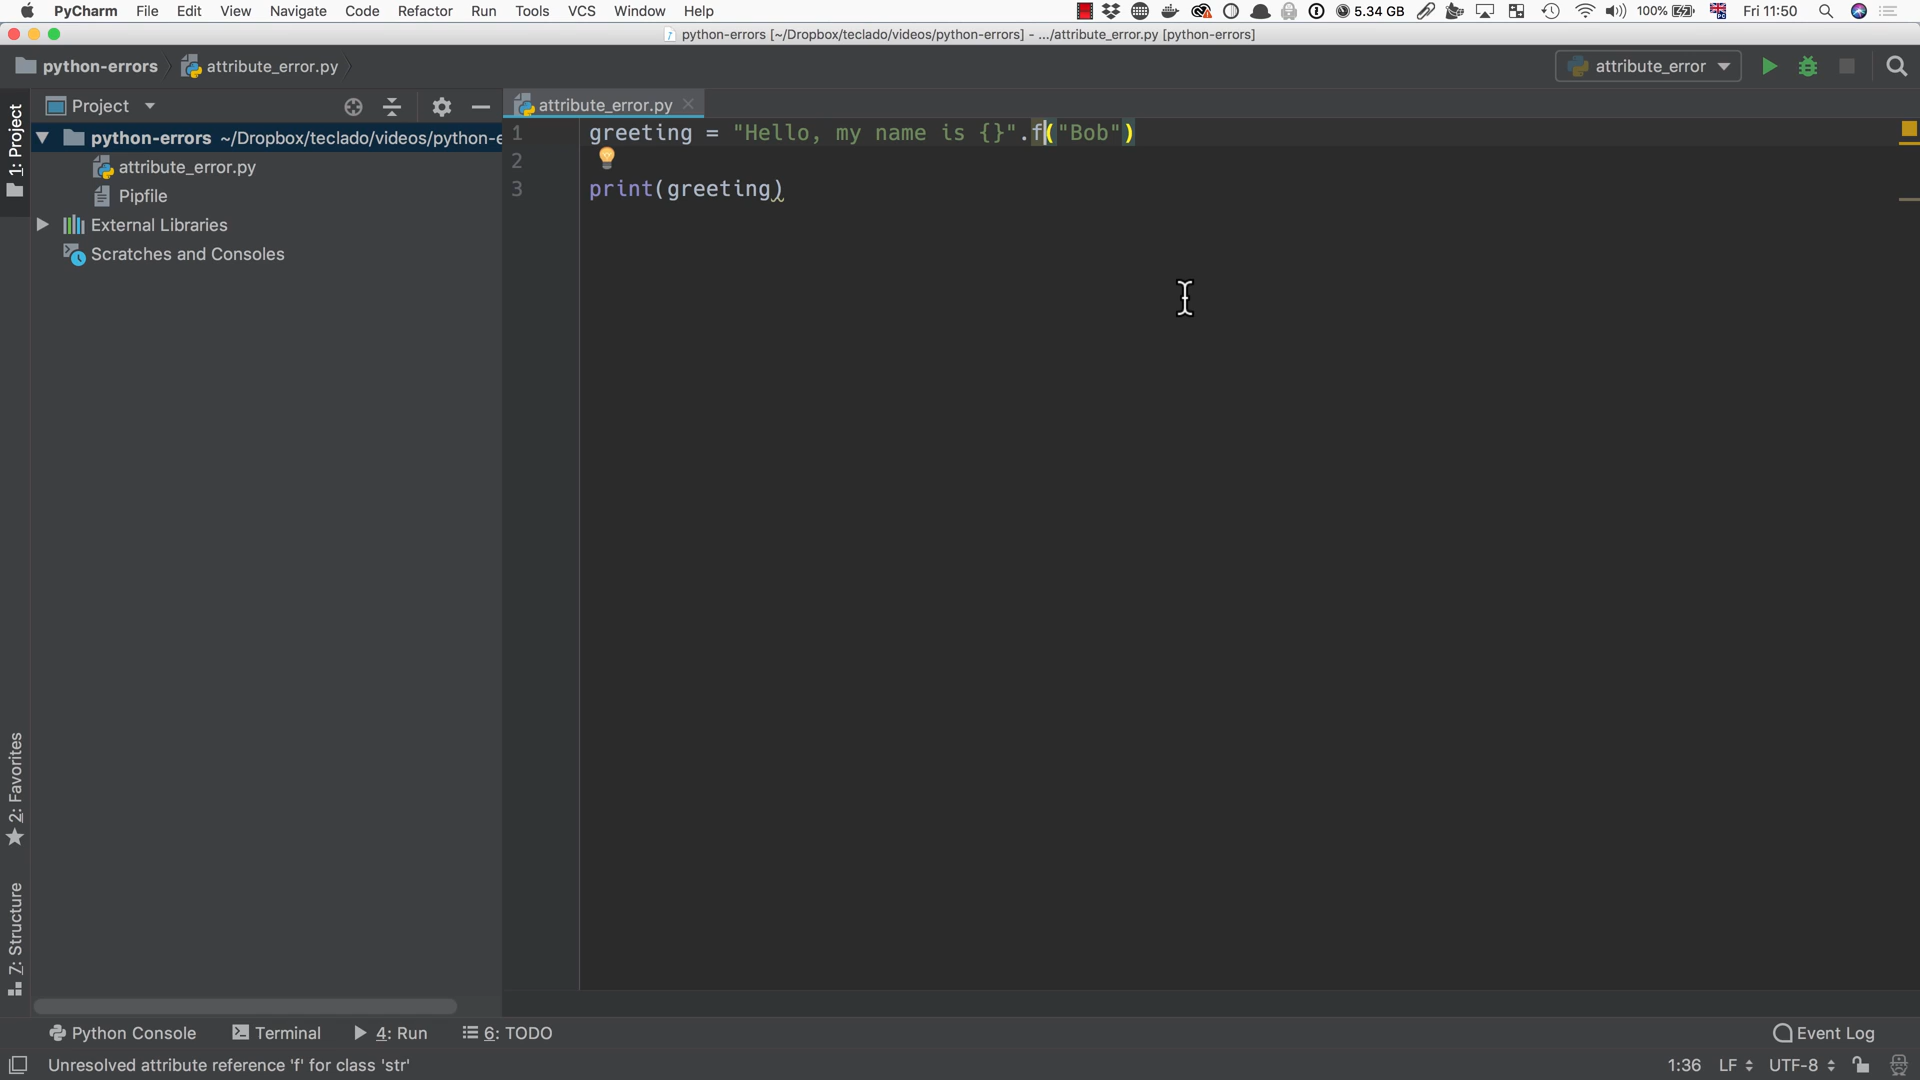 PyCharm File Edit View Navigate Code Refactor Run Tools VCS Window Help 5.34 GB 100% Fri 11:50
python-errors [~/Dropbox/teclado/videos/python-errors] - .../attribute_error.py [python-errors]
python-errors attribute_error.py attribute_error
Project attribute_error.py
1: Project
python-errors ~/Dropbox/teclado/videos/python-e
attribute_error.py
Pipfile
External Libraries
Scratches and Consoles
1 greeting = "Hello, my name is {}".f("Bob")
2
3 print(greeting)
2: Favorites
7: Structure
Python Console Terminal 4: Run 6: TODO Event Log
Unresolved attribute reference 'f' for class 'str' 1:36 LF UTF-8